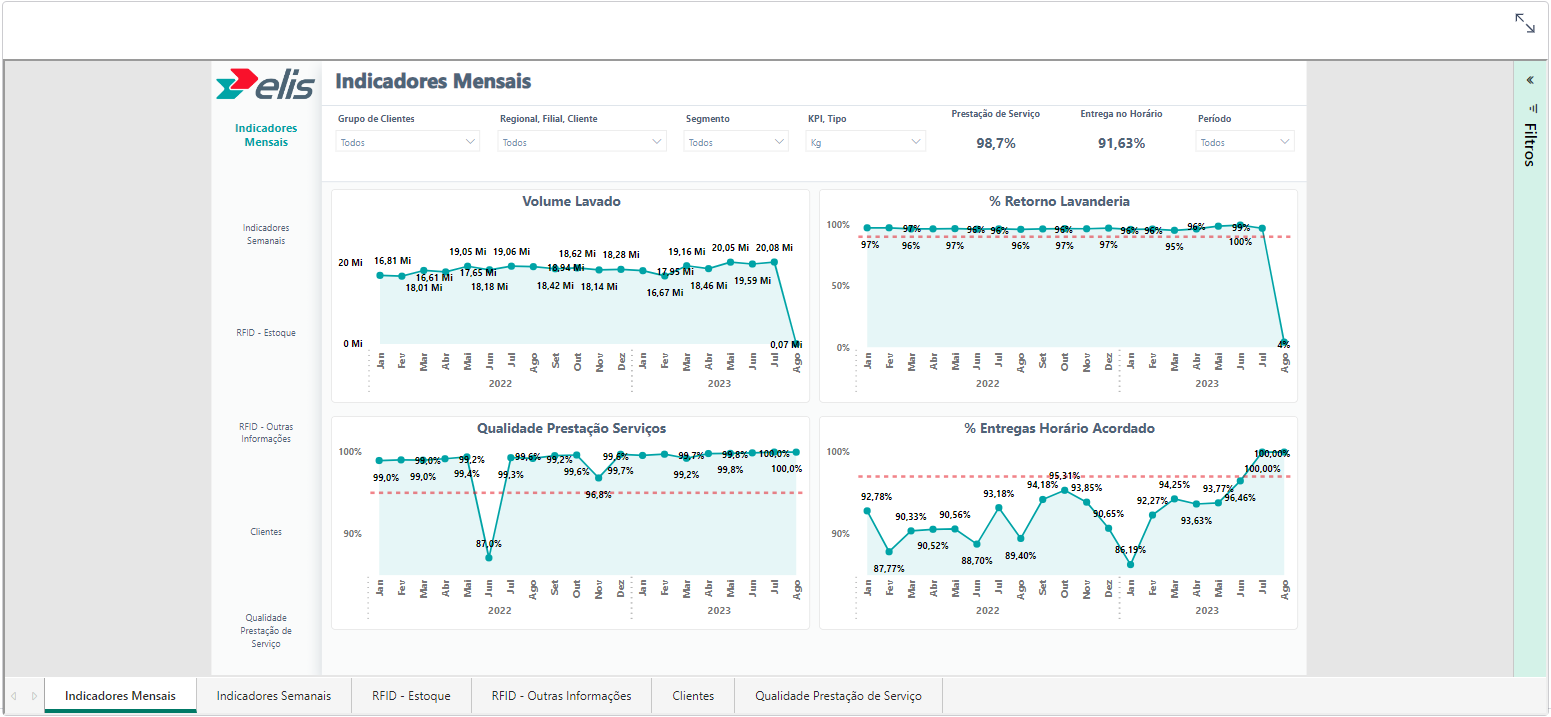 elis
Indicadores Mensais
Indicadores
Mensais
Indicadores
Semanais
RFID - Estoque
RFID - Outras
Informações
Clientes
Qualidade
Prestação de
Serviço
Grupo de Clientes
Todos
Regional, Filial, Cliente
Todos
Segmento
Todos
KPI, Tipo
Kg
Prestação de Serviço
98,7%
Entrega no Horário
91,63%
Período
Todos
Filtros
Volume Lavado
19,05 Mi 19,06 Mi 18,62 Mi 18,28 Mi 19,16 Mi 20,05 Mi 20,08 Mi
20 Mi 16,81 Mi 16,61 Mi 17,65 Mi 18,94 Mi 17,95 Mi
18,01 Mi 18,18 Mi 18,42 Mi 18,14 Mi 16,67 Mi 18,46 Mi 19,59 Mi
0 Mi 0,07 Mi
Jan Fev Mar Abr Mai Jun Jul Ago Set Out Nov Dez Jan Fev Mar Abr Mai Jun Jul Ago
2022 2023
% Retorno Lavanderia
100% 97% 96% 96% 96% 96% 96% 96% 99%
97% 96% 97% 96% 97% 97% 95% 100%
50%
0% 4%
Jan Fev Mar Abr Mai Jun Jul Ago Set Out Nov Dez Jan Fev Mar Abr Mai Jun Jul Ago
2022 2023
Qualidade Prestação Serviços
100% 99,0% 99,2% 99,6% 99,2% 99,6% 99,7% 99,8% 100,0%
99,0% 99,0% 99,4% 99,3% 99,6% 99,7% 99,2% 99,8% 100,0%
96,8%
90% 87,0%
Jan Fev Mar Abr Mai Jun Jul Ago Set Out Nov Dez Jan Fev Mar Abr Mai Jun Jul Ago
2022 2023
% Entregas Horário Acordado
100% 100,00%
95,31% 100,00%
92,78% 93,18% 94,18% 93,85% 92,27% 94,25% 93,77% 96,46%
90,33% 90,56% 90,65% 93,63%
90% 90,52%
87,77% 88,70% 89,40% 86,19%
Jan Fev Mar Abr Mai Jun Jul Ago Set Out Nov Dez Jan Fev Mar Abr Mai Jun Jul Ago
2022 2023
Indicadores Mensais Indicadores Semanais RFID - Estoque RFID - Outras Informações Clientes Qualidade Prestação de Serviço